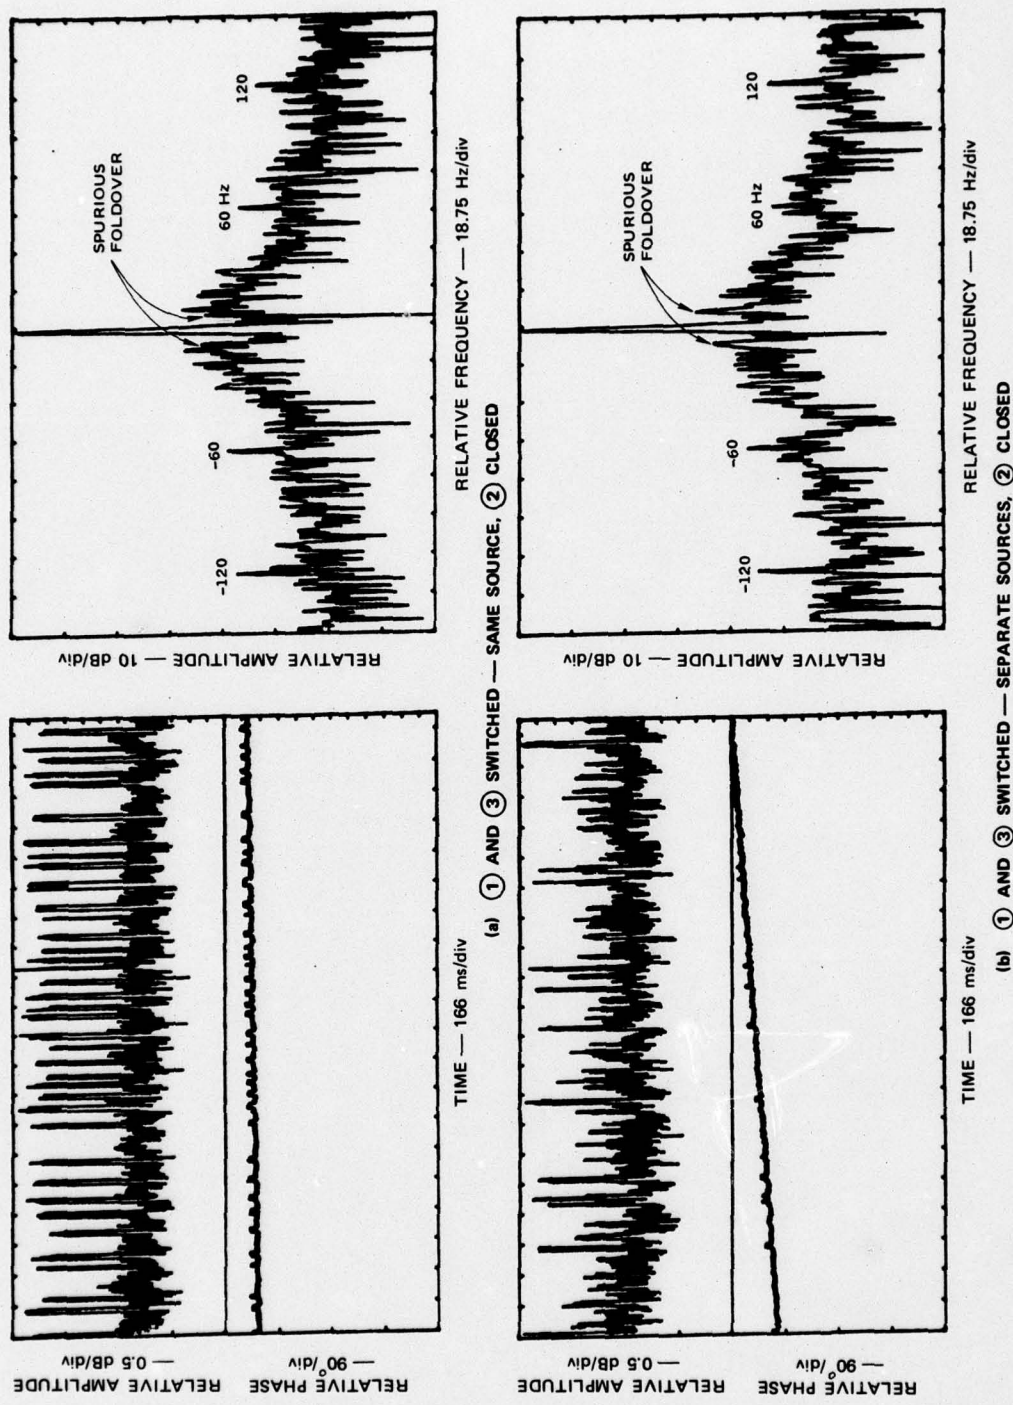 RELATIVE AMPLITUDE
— 0.5 dB/div
RELATIVE PHASE
— 90°/div
TIME — 166 ms/div
RELATIVE AMPLITUDE — 10 dB/div
-120
-60
SPURIOUS
FOLDOVER
60 Hz
120
RELATIVE FREQUENCY — 18.75 Hz/div
(a) ① AND ③ SWITCHED — SAME SOURCE, ② CLOSED
RELATIVE AMPLITUDE
— 0.5 dB/div
RELATIVE PHASE
— 90°/div
TIME — 166 ms/div
RELATIVE AMPLITUDE — 10 dB/div
-120
-60
SPURIOUS
FOLDOVER
60 Hz
120
RELATIVE FREQUENCY — 18.75 Hz/div
(b) ① AND ③ SWITCHED — SEPARATE SOURCES, ② CLOSED